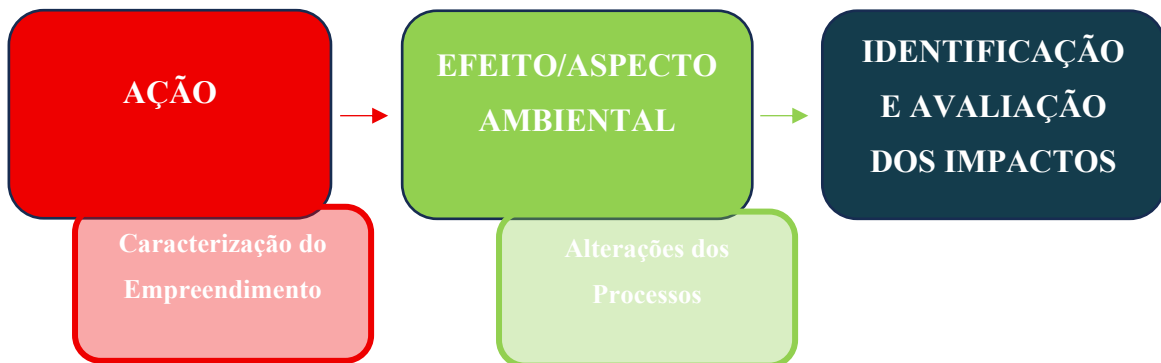 AÇÃO
Caracterização do
Empreendimento
EFEITO/ASPECTO
AMBIENTAL
Alterações dos
Processos
IDENTIFICAÇÃO
E AVALIAÇÃO
DOS IMPACTOS